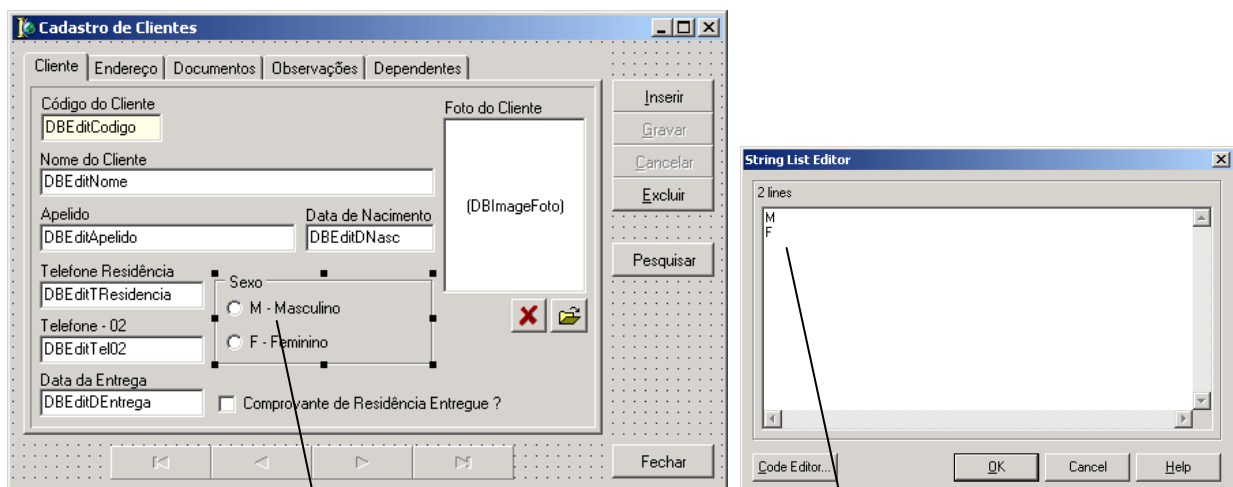 Cadastro de Clientes
Cliente Endereço Documentos Observações Dependentes
Código do Cliente
DBEditCodigo
Nome do Cliente
DBEditNome
Apelido
DBEditApelido
Data de Nacimento
DBEditDNasc
Telefone Residência
DBEditTResidencia
Telefone - 02
DBEditTel02
Sexo
M - Masculino
F - Feminino
Data da Entrega
DBEditDEntrega
Comprovante de Residência Entregue ?
Foto do Cliente
(DBImageFoto)
Inserir
Gravar
Cancelar
Excluir
Pesquisar
Fechar
String List Editor
2 lines
M
F
Code Editor...
OK
Cancel
Help